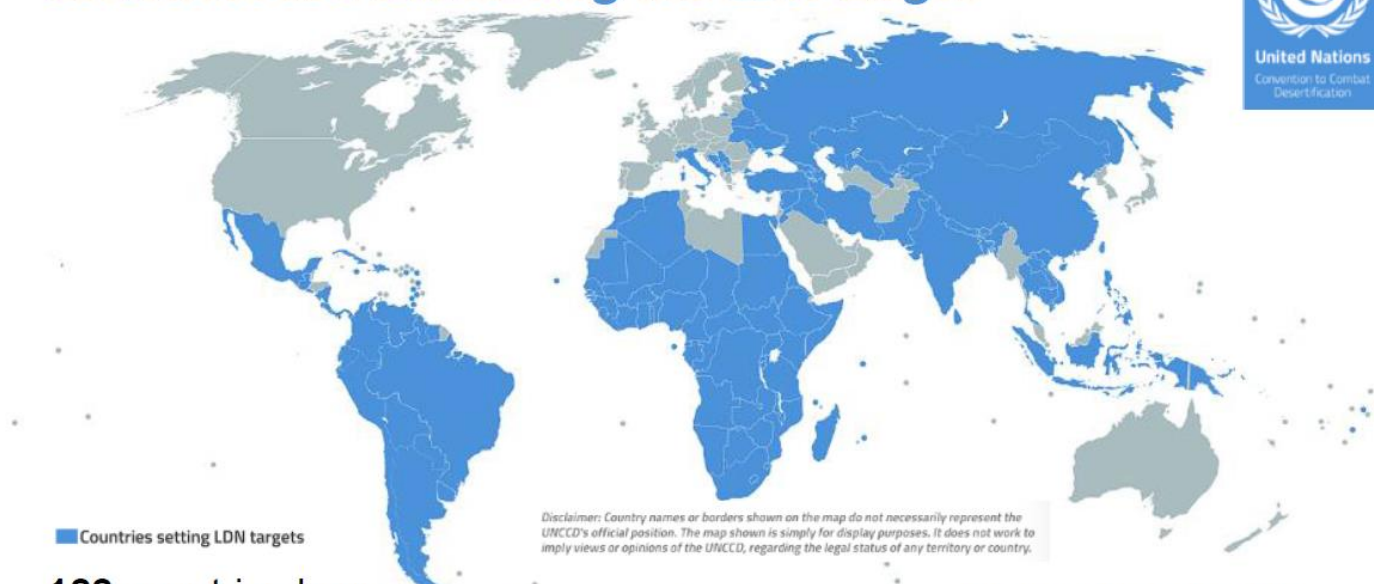 United Nations
Convention to Combat
Desertification
Countries setting LDN targets
Disclaimer: Country names or borders shown on the map do not necessarily represent the
UNCCD's official position. The map shown is simply for display purposes. It does not work to
imply views or opinions of the UNCCD, regarding the legal status of any territory or country.